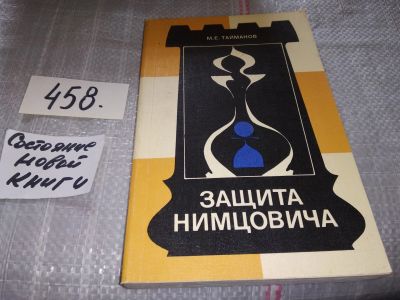 М.Е. ТАЙМАНОВ
ЗАЩИТА
НИМЦОВИЧА
458.
Состояние
новой
книги